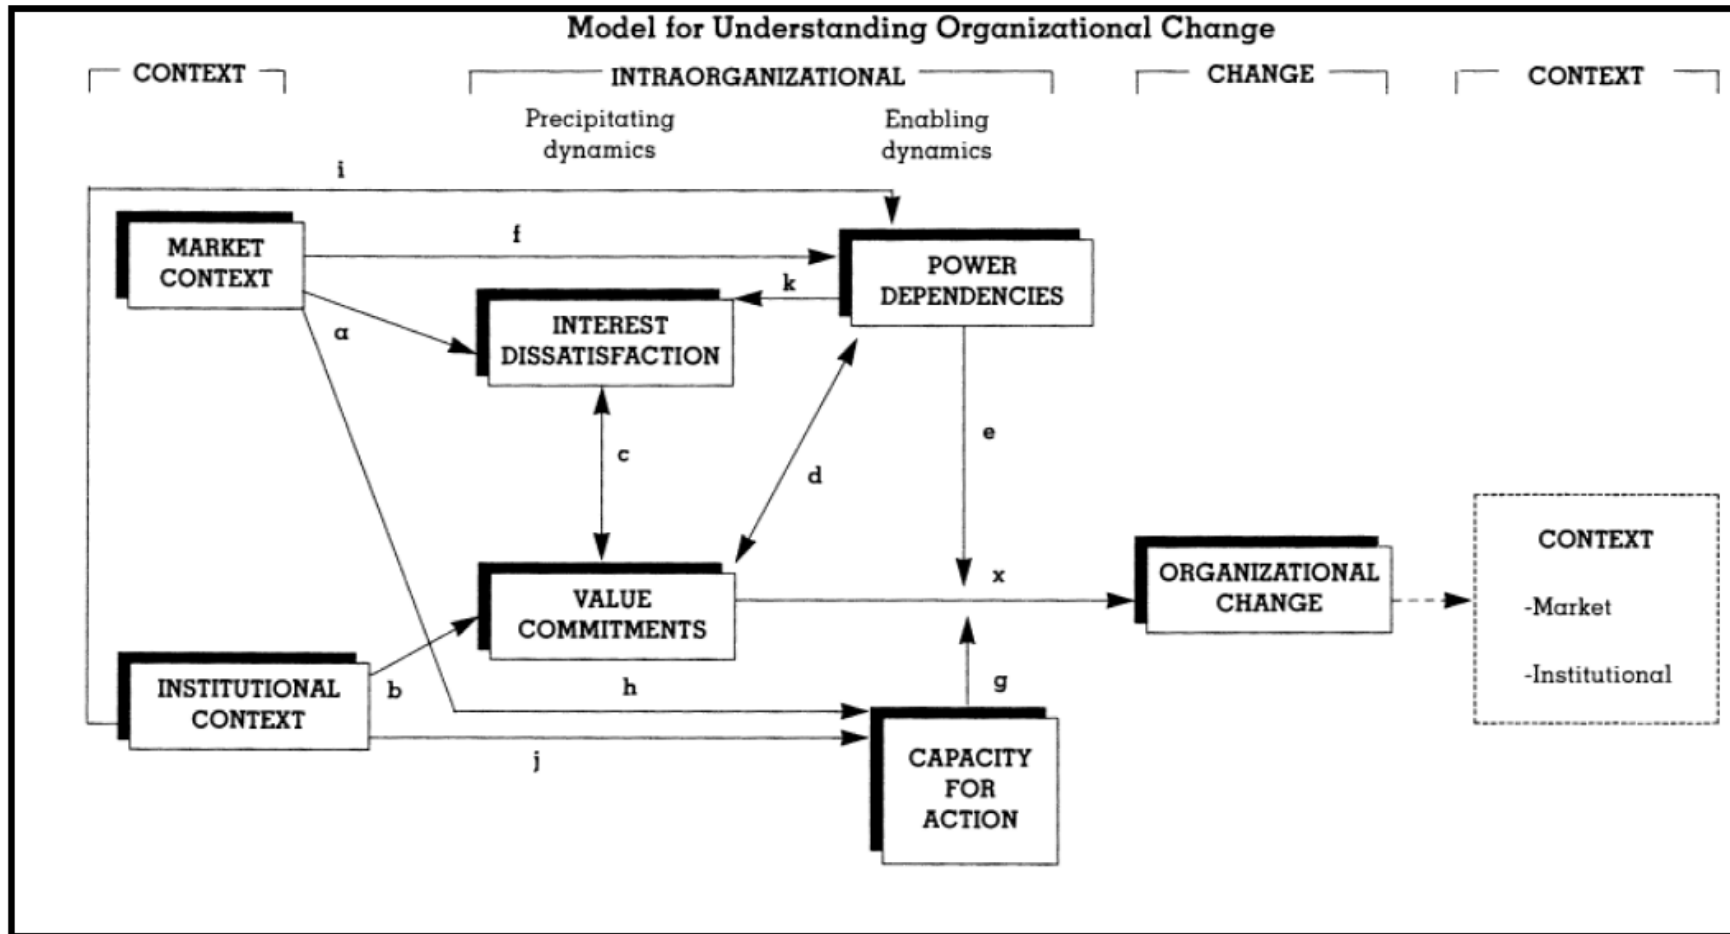 Model for Understanding Organizational Change
CONTEXT
INTRAORGANIZATIONAL
CHANGE
CONTEXT
Precipitating
dynamics
Enabling
dynamics
i
MARKET
CONTEXT
f
POWER
DEPENDENCIES
k
a
INTEREST
DISSATISFACTION
c
d
e
VALUE
COMMITMENTS
x
ORGANIZATIONAL
CHANGE
CONTEXT
-Market
-Institutional
INSTITUTIONAL
CONTEXT
b
h
g
j
CAPACITY
FOR
ACTION